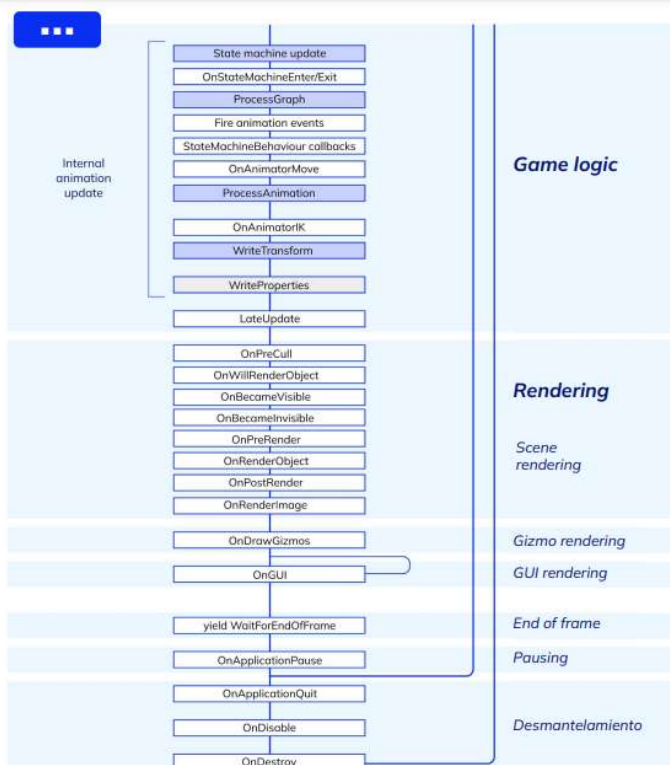 State machine update
OnStateMachineEnter/Exit
ProcessGraph
Fire animation events
StateMachineBehaviour callbacks
OnAnimatorMove
ProcessAnimation
OnAnimatorIK
WriteTransform
WriteProperties
LateUpdate
Internal
animation
update
Game logic
OnPreCull
OnWillRenderObject
OnBecameVisible
OnBecameInvisible
OnPreRender
OnRenderObject
OnPostRender
OnRenderImage
Rendering
Scene
rendering
OnDrawGizmos
Gizmo rendering
OnGUI
GUI rendering
yield WaitForEndOfFrame
End of frame
OnApplicationPause
Pausing
OnApplicationQuit
OnDisable
Desmantelamiento
OnDestroy